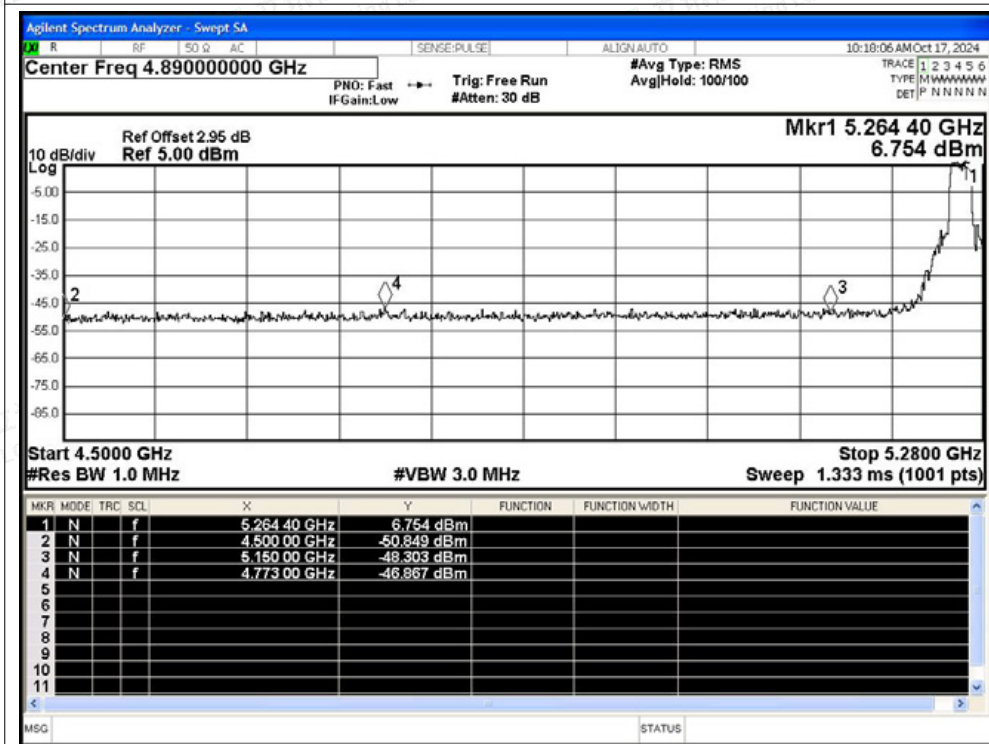 Agilent Spectrum Analyzer - Swept SA
R RF 50 Ω AC SENSE:PULSE ALIGN AUTO 10:18:06 AM Oct 17, 2024
Center Freq 4.890000000 GHz
#Avg Type: RMS
TRACE 1 2 3 4 5 6
PNO: Fast Trig: Free Run Avg|Hold: 100/100
TYPE M WWWWW
IFGain:Low #Atten: 30 dB
DET P N N N N N
Mkr1 5.264 40 GHz
6.754 dBm
Ref Offset 2.95 dB
10 dB/div Ref 5.00 dBm
Log
1
-5.00
-15.0
-25.0
-35.0
4
3
2
-45.0
-55.0
-65.0
-75.0
-85.0
Start 4.5000 GHz Stop 5.2800 GHz
#Res BW 1.0 MHz #VBW 3.0 MHz Sweep 1.333 ms (1001 pts)
MKR MODE TRC SCL X Y FUNCTION FUNCTION WIDTH FUNCTION VALUE
1 N f 5.264 40 GHz 6.754 dBm
2 N f 4.500 00 GHz -50.849 dBm
3 N f 5.150 00 GHz -48.303 dBm
4 N f 4.773 00 GHz -46.867 dBm
5
6
7
8
9
10
11
MSG STATUS